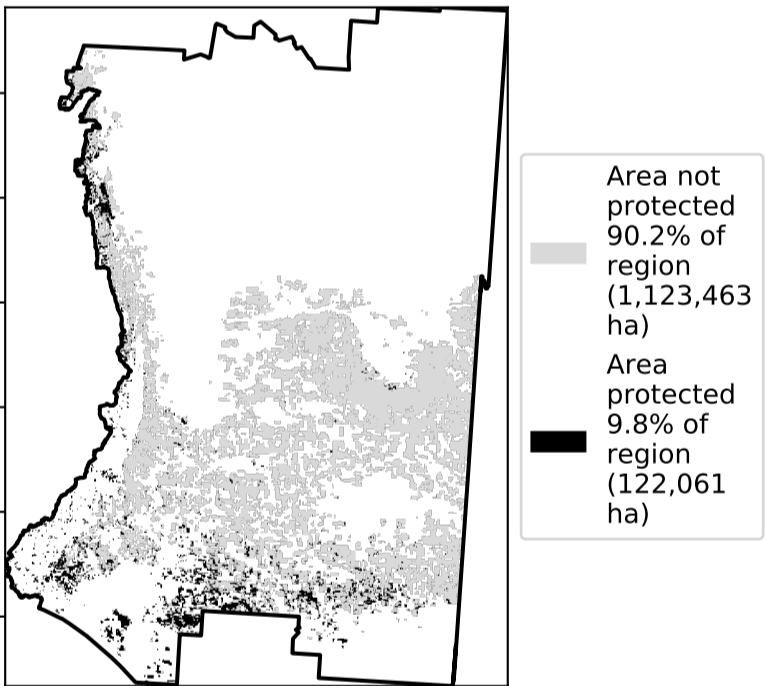 Area not
protected
90.2% of
region
(1,123,463
ha)
Area
protected
9.8% of
region
(122,061
ha)